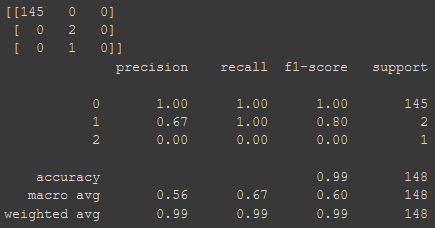 [[145   0   0]
 [  0   2   0]
 [  0   1   0]]
              precision    recall  f1-score   support

           0       1.00      1.00      1.00       145
           1       0.67      1.00      0.80         2
           2       0.00      0.00      0.00         1

    accuracy                           0.99       148
   macro avg       0.56      0.67      0.60       148
weighted avg       0.99      0.99      0.99       148